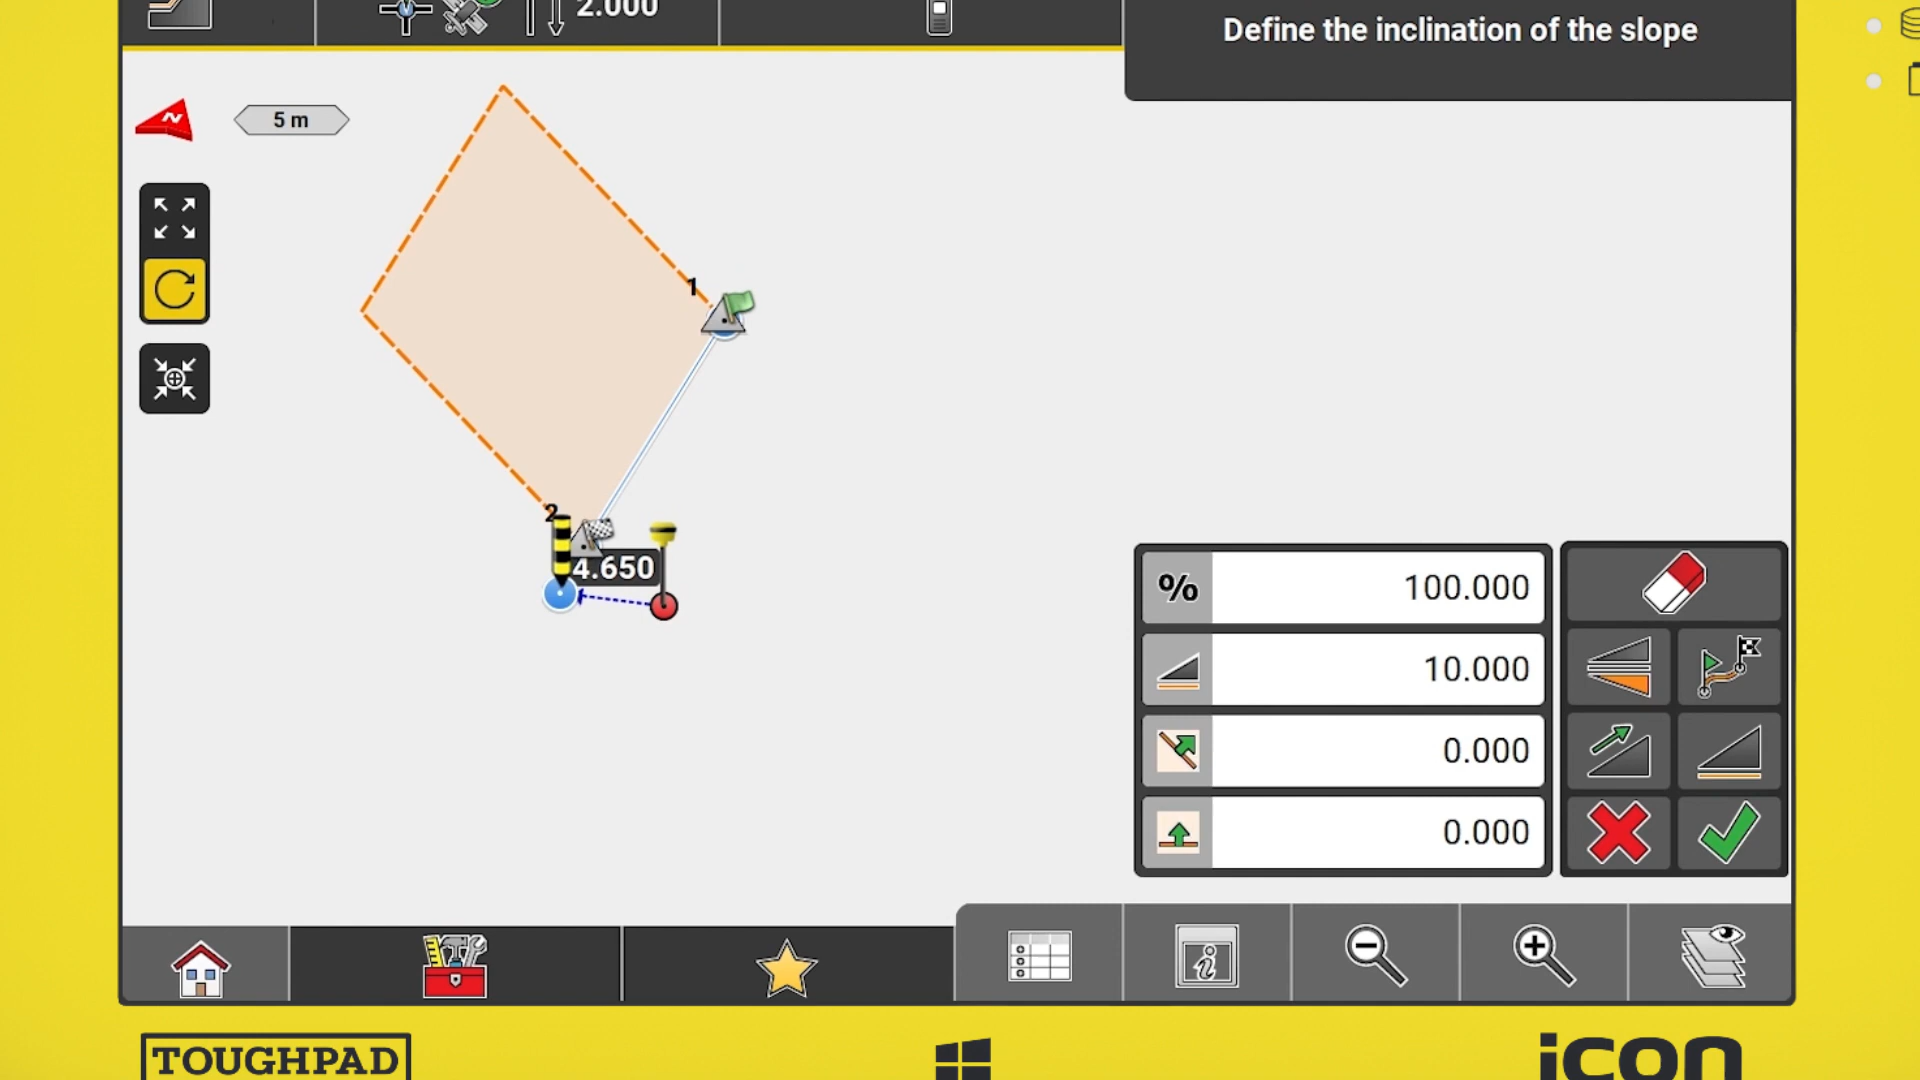 2.000
Define the inclination of the slope
N
5 m
1
2
4.650
%
100.000
10.000
0.000
0.000
TOUGHPAD
icon